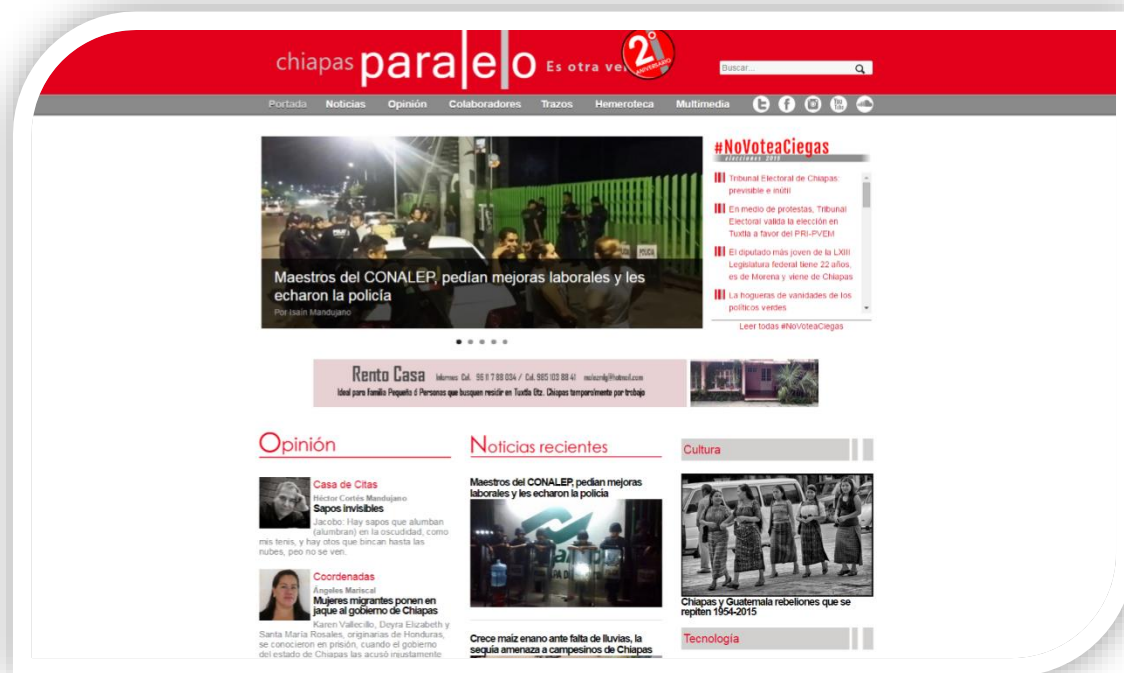 chiapas paralelo Es otra ve
2
ANIVERSARIO
Buscar...
Portada Noticias Opinión Colaboradores Trazos Hemeroteca Multimedia
#NoVoteaCiegas
elecciones 2015
Tribunal Electoral de Chiapas:
previsible e inútil
En medio de protestas, Tribunal
Electoral valida la elección en
Tuxtla a favor del PRI-PVEM
El diputado más joven de la LXIII
Legislatura federal tiene 22 años,
es de Morena y viene de Chiapas
La hogueras de vanidades de los
políticos verdes
Leer todas #NoVoteaCiegas
Maestros del CONALEP, pedían mejoras laborales y les
echaron la policía
Por Isaín Mandujano
Rento Casa Informes Cel.
Ideal para Familia Pequeña ó Personas que busquen residir en Tuxtla Gtz. Chiapas temporalmente por trabajo
Opinión
Casa de Citas
Héctor Cortés Mandujano
Sapos invisibles
Jacobo: Hay sapos que alumban
(alumbran) en la oscudidad, como
mis tenis, y hay otos que bincan hasta las
nubes, peo no se ven.
Coordenadas
Ángeles Mariscal
Mujeres migrantes ponen en
jaque al gobierno de Chiapas
Karen Vallecillo, Deyra Elizabeth y
Santa María Rosales, originarias de Honduras,
se conocieron en prisión, cuando el gobierno
del estado de Chiapas las acusó injustamente
Noticias recientes
Maestros del CONALEP, pedían mejoras
laborales y les echaron la policía
Crece maíz enano ante falta de lluvias, la
sequía amenaza a campesinos de Chiapas
Cultura
Chiapas y Guatemala rebeliones que se
repiten 1954-2015
Tecnología